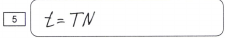 5
t = TN